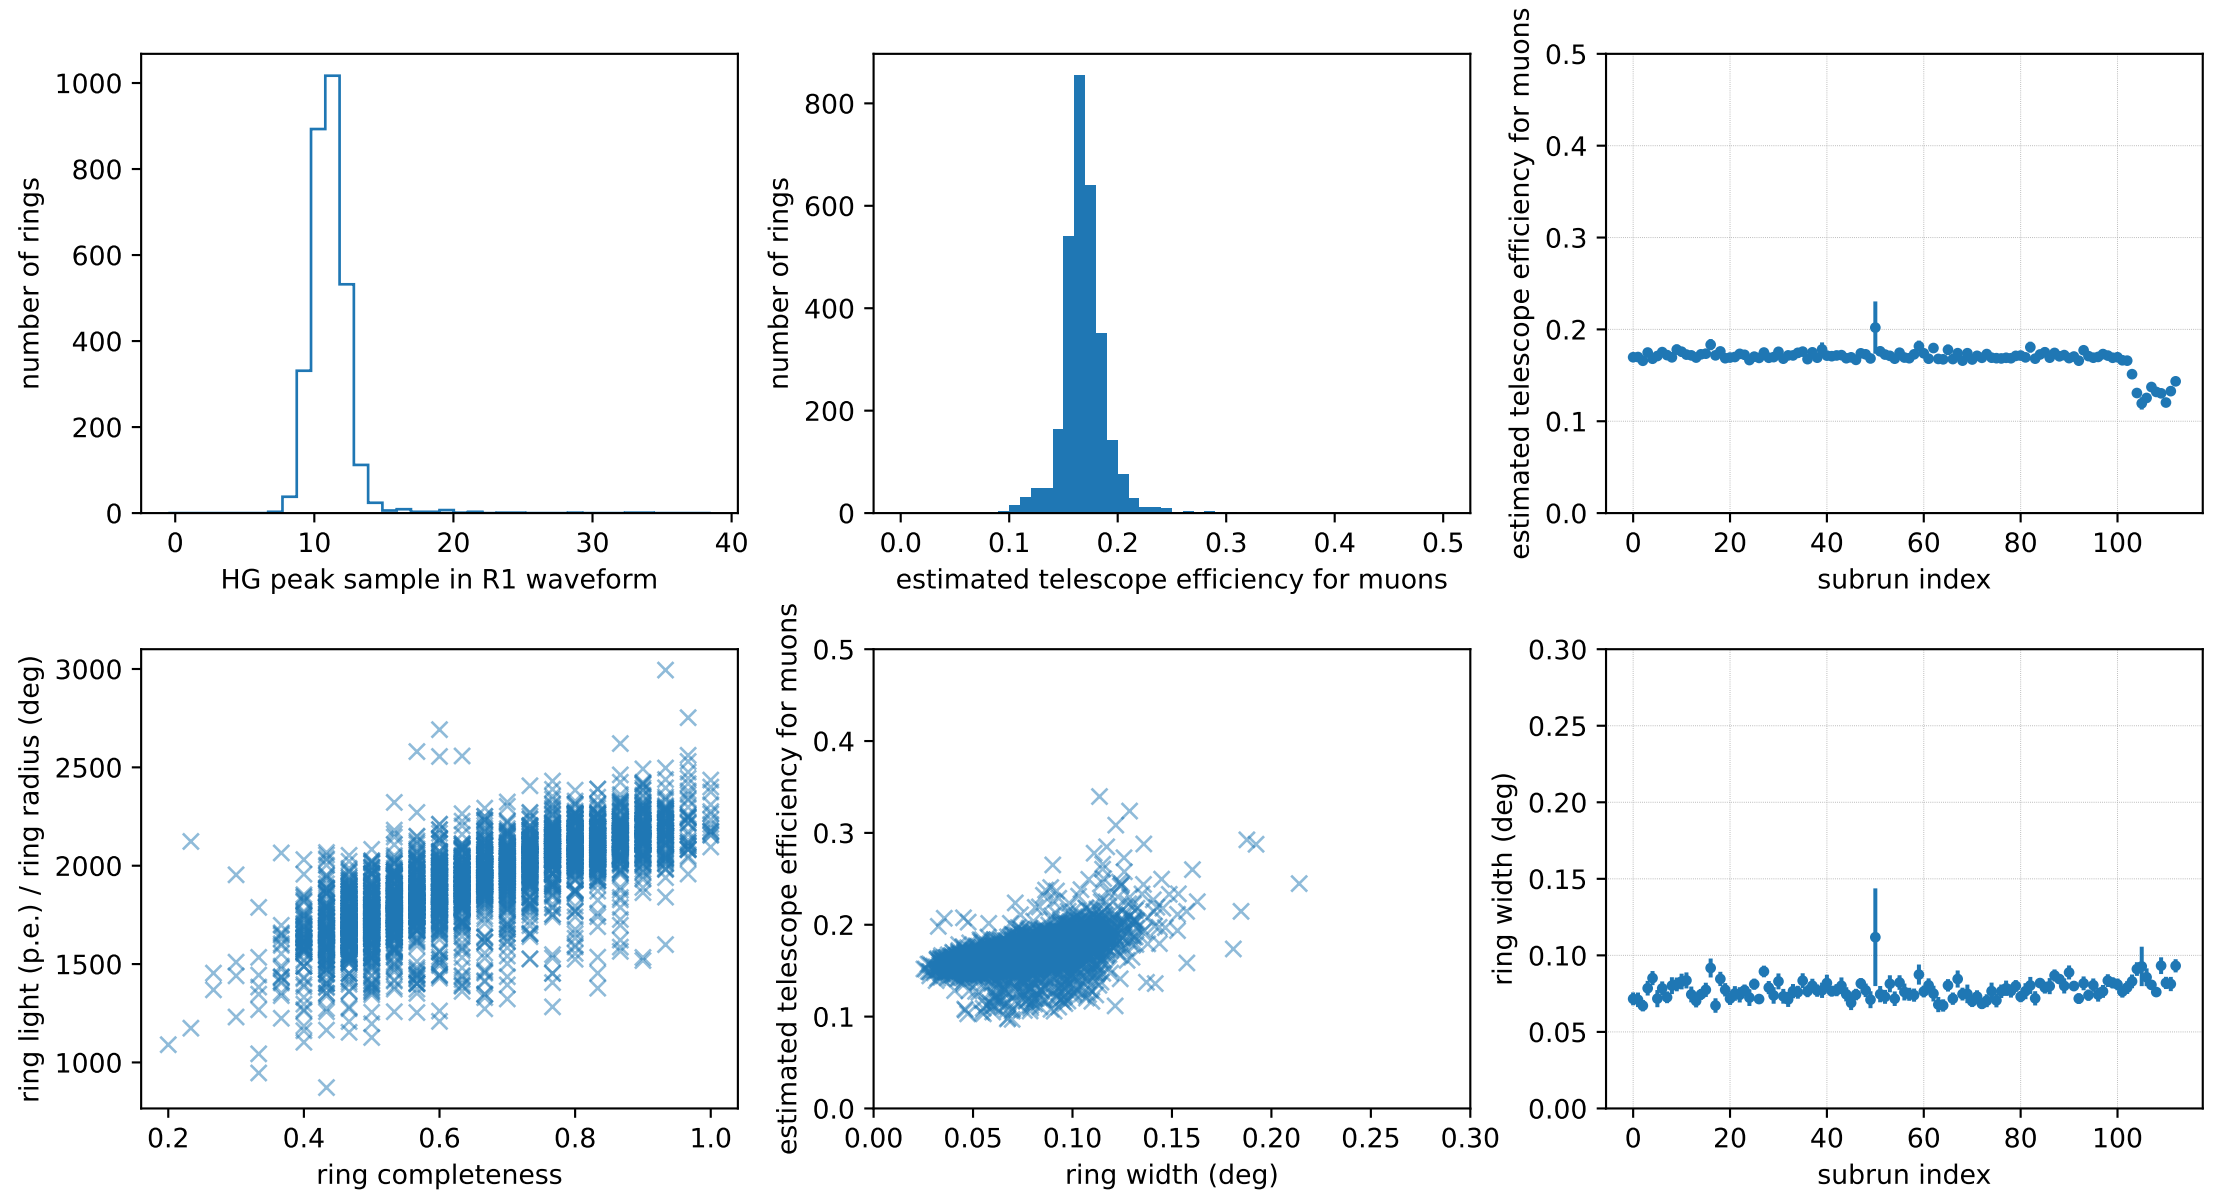 number of rings
1000
800
600
400
200
0
0 10 20 30 40
HG peak sample in R1 waveform
number of rings
800
600
400
200
0
0.0 0.1 0.2 0.3 0.4 0.5
estimated telescope efficiency for muons
estimated telescope efficiency for muons
0.5
0.4
0.3
0.2
0.1
0.0
0 20 40 60 80 100
subrun index
ring light (p.e.) / ring radius (deg)
3000
2500
2000
1500
1000
0.2 0.4 0.6 0.8 1.0
ring completeness
estimated telescope efficiency for muons
0.5
0.4
0.3
0.2
0.1
0.0
0.00 0.05 0.10 0.15 0.20 0.25 0.30
ring width (deg)
ring width (deg)
0.30
0.25
0.20
0.15
0.10
0.05
0.00
0 20 40 60 80 100
subrun index